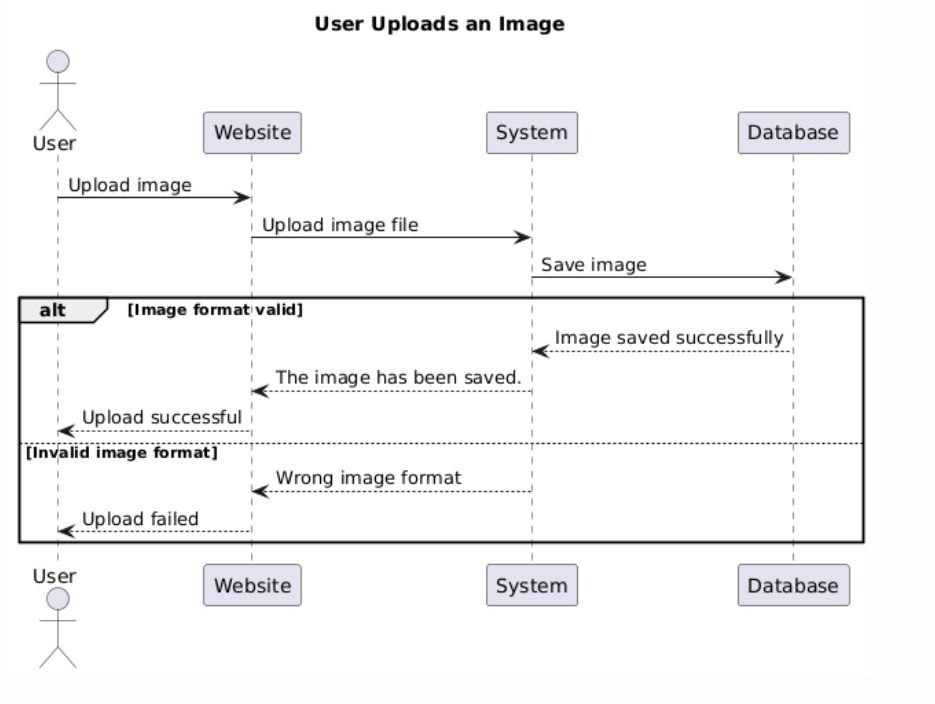 User Uploads an Image
User
Website
System
Database
Upload image
Upload image file
Save image
alt
[Image format valid]
Image saved successfully
The image has been saved.
Upload successful
[Invalid image format]
Wrong image format
Upload failed
User
Website
System
Database